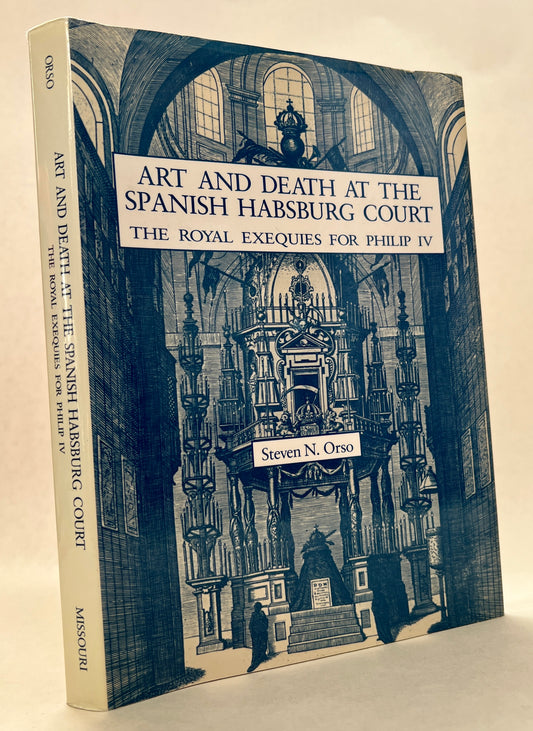 ORSO
ART AND DEATH AT THE SPANISH HABSBURG COURT
THE ROYAL EXEQUIES FOR PHILIP IV
MISSOURI
ART AND DEATH AT THE
SPANISH HABSBURG COURT
THE ROYAL EXEQUIES FOR PHILIP IV
Steven N. Orso